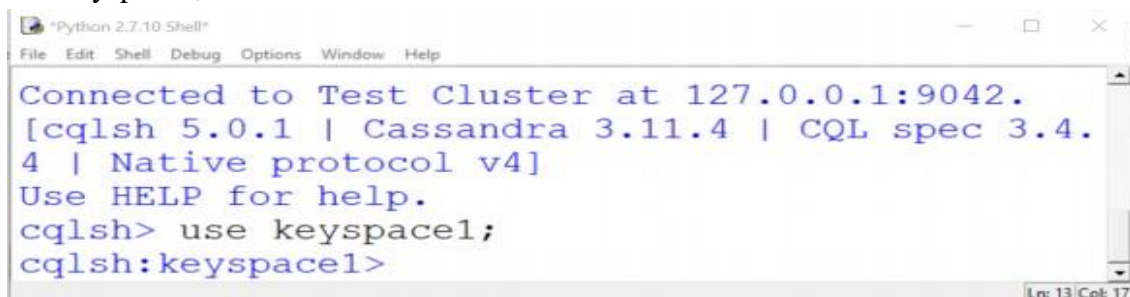 *Python 2.7.10 Shell*
File Edit Shell Debug Options Window Help
Connected to Test Cluster at 127.0.0.1:9042.
[cqlsh 5.0.1 | Cassandra 3.11.4 | CQL spec 3.4.
4 | Native protocol v4]
Use HELP for help.
cqlsh> use keyspace1;
cqlsh:keyspace1>
Ln: 13 Col: 17